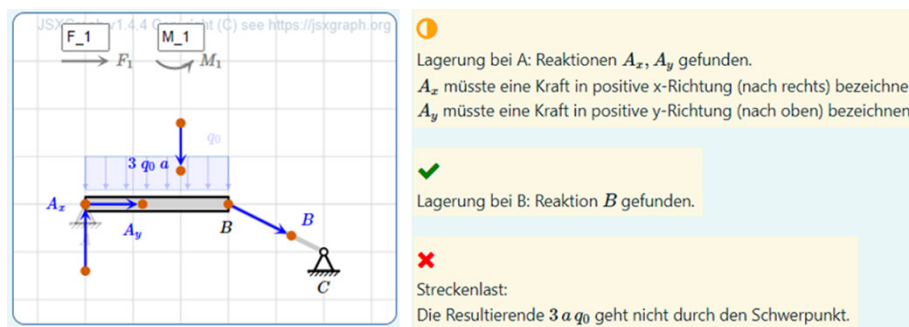 JSXGraph v1.4.4 Copyright (C) see https://jsxgraph.org
F_1
M_1
F₁
M₁
q₀
3 q₀ a
Aₓ
A_y
B
B
A
C
Lagerung bei A: Reaktionen Aₓ, A_y gefunden.
Aₓ müsste eine Kraft in positive x-Richtung (nach rechts) bezeichne
A_y müsste eine Kraft in positive y-Richtung (nach oben) bezeichnen
Lagerung bei B: Reaktion B gefunden.
Streckenlast:
Die Resultierende 3 a q₀ geht nicht durch den Schwerpunkt.